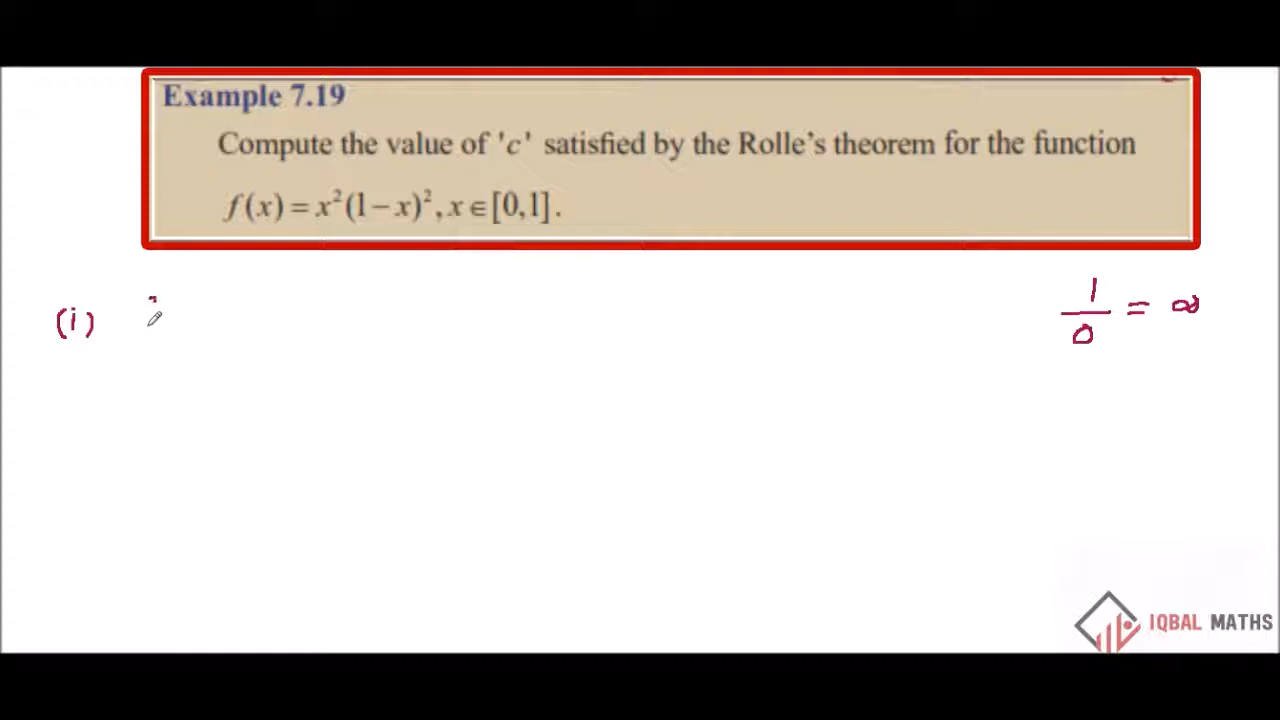 Example 7.19
Compute the value of 'c' satisfied by the Rolle's theorem for the function
f(x) = x²(1−x)², x∈[0,1].
(i)
1/0 = ∞
IQBAL MATHS